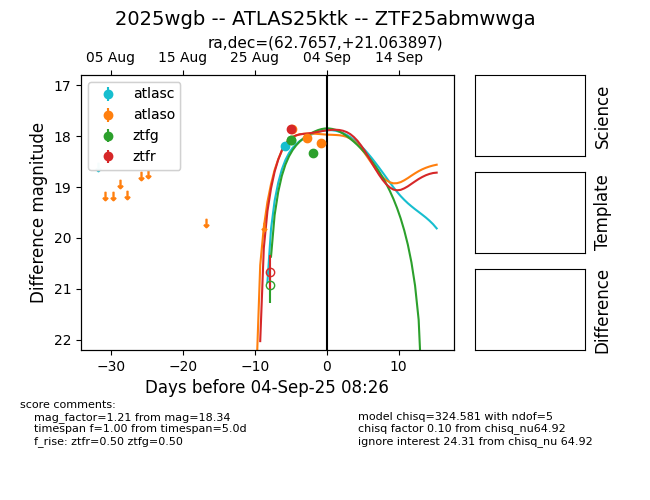 2025wgb -- ATLAS25ktk -- ZTF25abmwwga
ra,dec=(62.7657,+21.063897)
05 Aug 15 Aug 25 Aug 04 Sep 14 Sep
17
18
19
20
21
22
Difference magnitude
atlasc
atlaso
ztfg
ztfr
−30 −20 −10 0 10
Days before 04-Sep-25 08:26
Science
Template
Difference
score comments:
mag_factor=1.21 from mag=18.34
timespan f=1.00 from timespan=5.0d
f_rise: ztfr=0.50 ztfg=0.50
model chisq=324.581 with ndof=5
chisq factor 0.10 from chisq_nu64.92
ignore interest 24.31 from chisq_nu 64.92